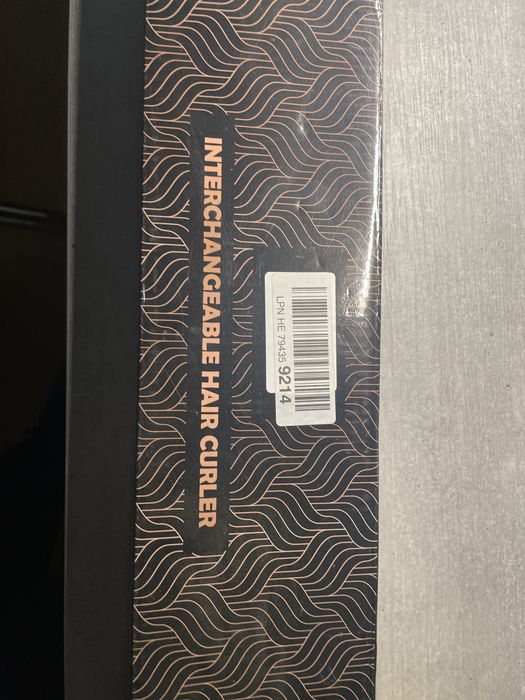 INTERCHANGEABLE HAIR CURLER
LPN HE 79435 9214